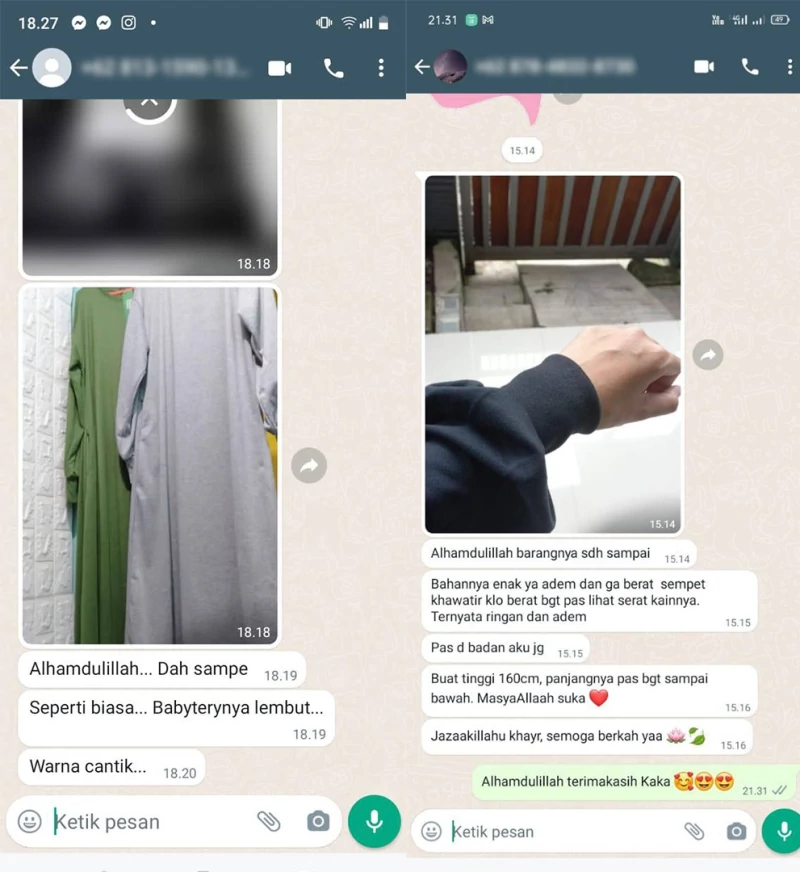 18.27
18.18
18.18
Alhamdulillah... Dah sampe 18.19
Seperti biasa... Babyterynya lembut...
18.19
Warna cantik... 18.20
Ketik pesan
21.31
49
15.14
15.14
Alhamdulillah barangnya sdh sampai 15.14
Bahannya enak ya adem dan ga berat sempet
khawatir klo berat bgt pas lihat serat kainnya.
Ternyata ringan dan adem
15.15
Pas d badan aku jg 15.15
Buat tinggi 160cm, panjangnya pas bgt sampai
bawah. MasyaAllaah suka ❤️
15.16
Jazaakillahu khayr, semoga berkah yaa 🪷🍃 15.16
Alhamdulillah terimakasih Kaka 🥰😍😍 21.31
Ketik pesan